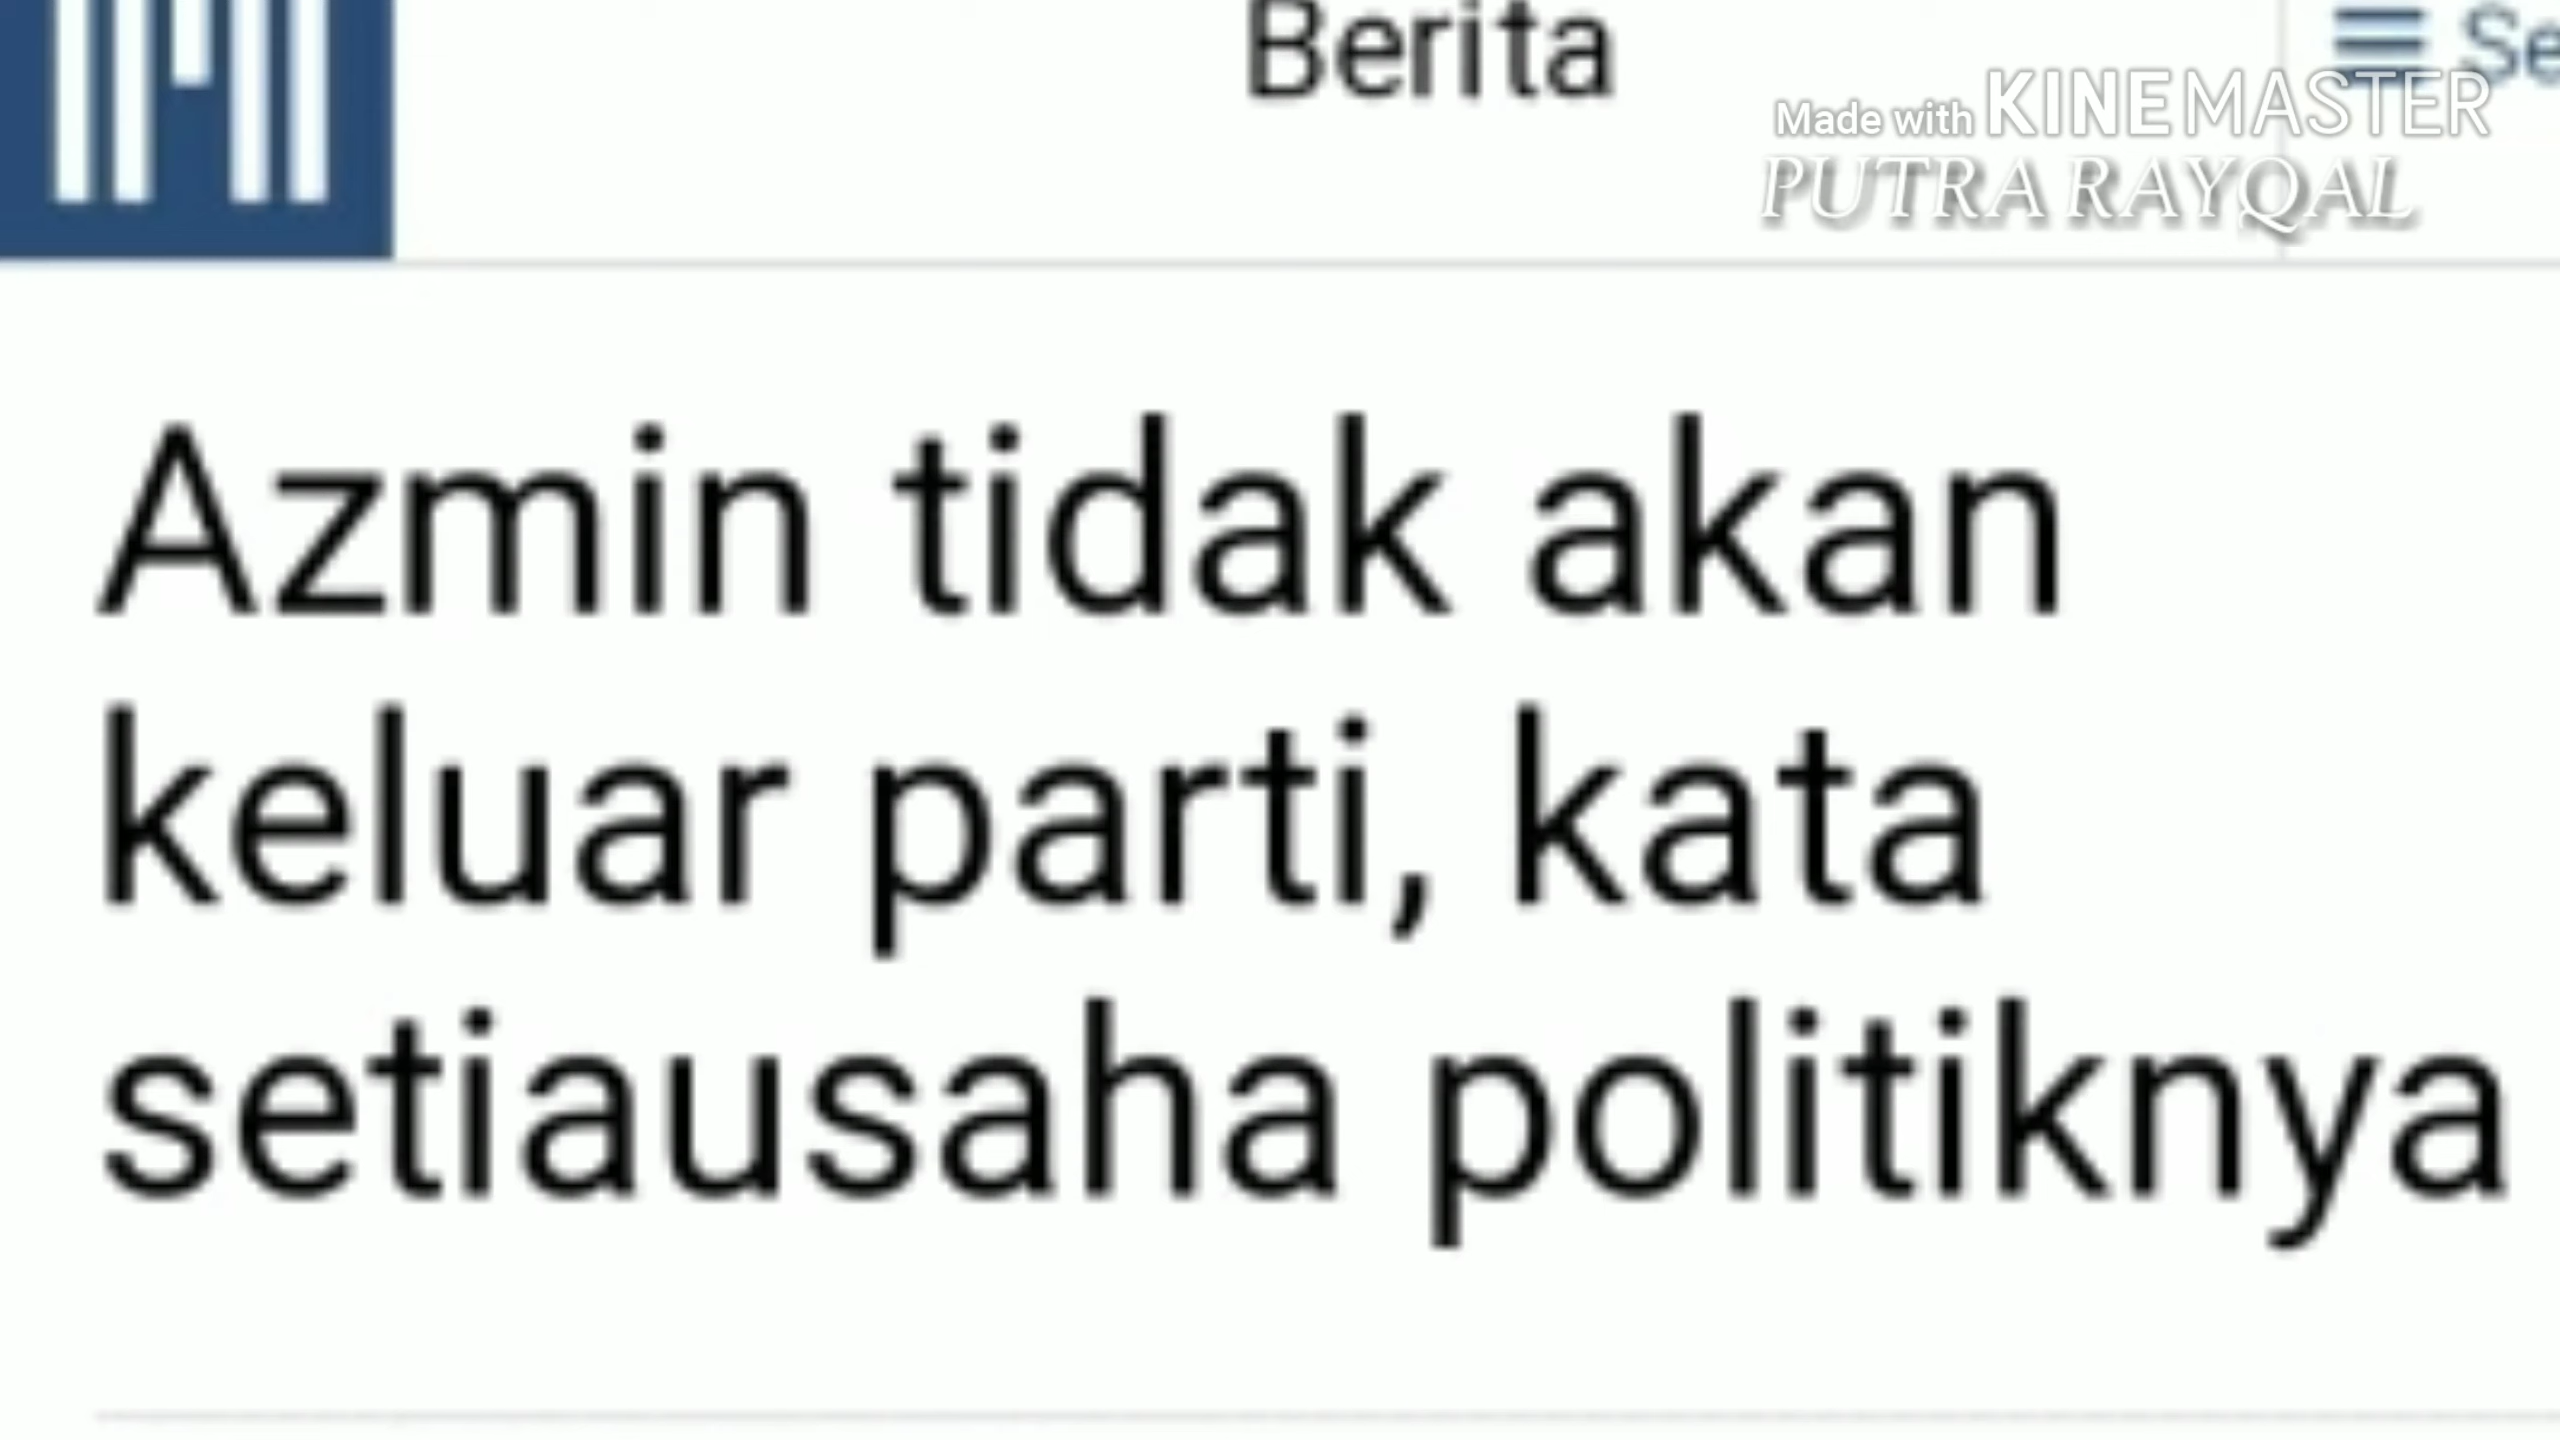 Berita
Made with KINEMASTER
PUTRA RAYQAL
Azmin tidak akan
keluar parti, kata
setiausaha politiknya